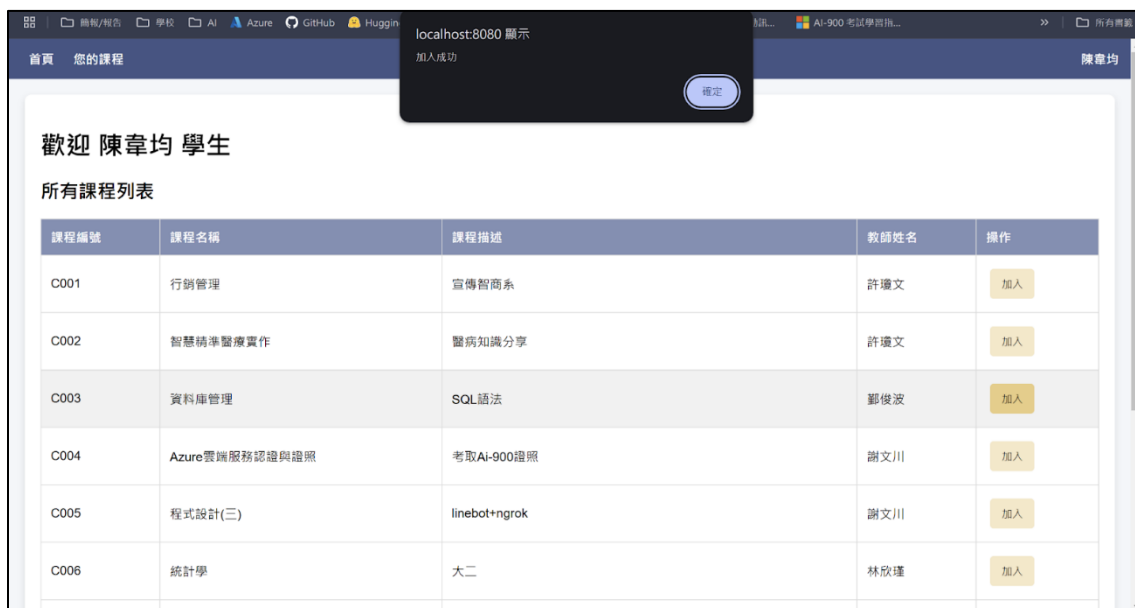 簡報/報告 學校 AI Azure GitHub Huggin
AI-900 考試學習指...
所有書籤
localhost:8080 顯示
加入成功
確定
首頁 您的課程 陳韋均
歡迎 陳韋均 學生
所有課程列表
課程編號 課程名稱 課程描述 教師姓名 操作
C001 行銷管理 宣傳智商系 許瓊文 加入
C002 智慧精準醫療實作 醫病知識分享 許瓊文 加入
C003 資料庫管理 SQL語法 鄞俊波 加入
C004 Azure雲端服務認證與證照 考取Ai-900證照 謝文川 加入
C005 程式設計(三) linebot+ngrok 謝文川 加入
C006 統計學 大二 林欣瑾 加入